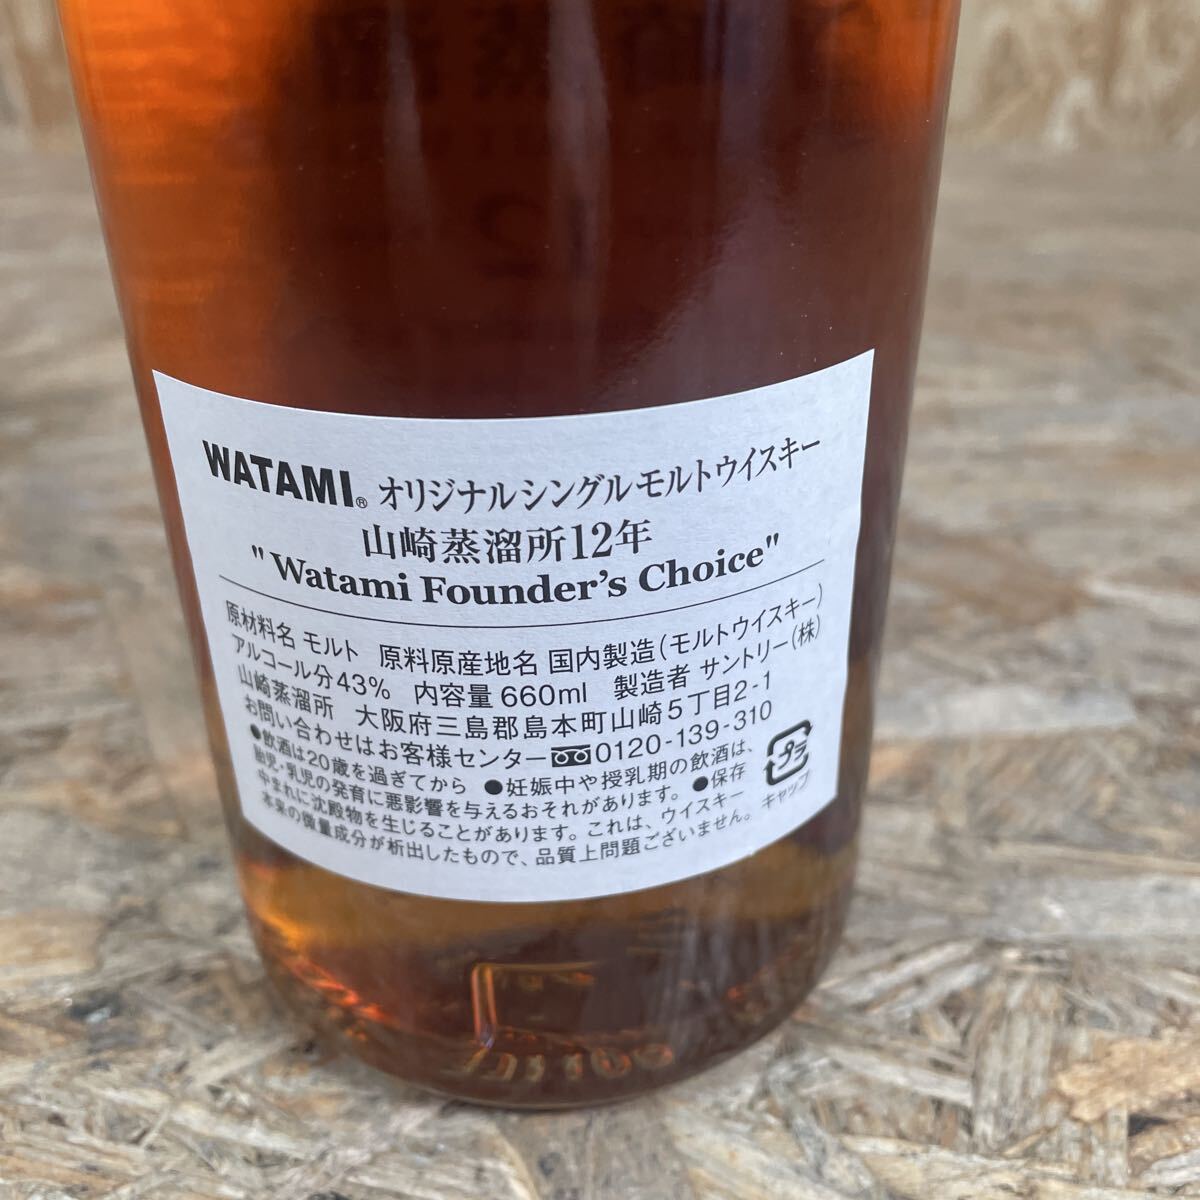 WATAMI® オリジナルシングルモルトウイスキー
山崎蒸溜所12年
"Watami Founder's Choice"
原材料名 モルト 原料原産地名 国内製造(モルトウイスキー)
アルコール分43% 内容量 660ml 製造者 サントリー(株)
山崎蒸溜所 大阪府三島郡島本町山崎5丁目2-1
お問い合わせはお客様センター 0120-139-310
●飲酒は20歳を過ぎてから ●妊娠中や授乳期の飲酒は、
胎児・乳児の発育に悪影響を与えるおそれがあります。 ●保存
中まれに沈殿物を生じることがあります。これは、ウイスキー
本来の微量成分が析出したもので、品質上問題ございません。
プラ
キャップ